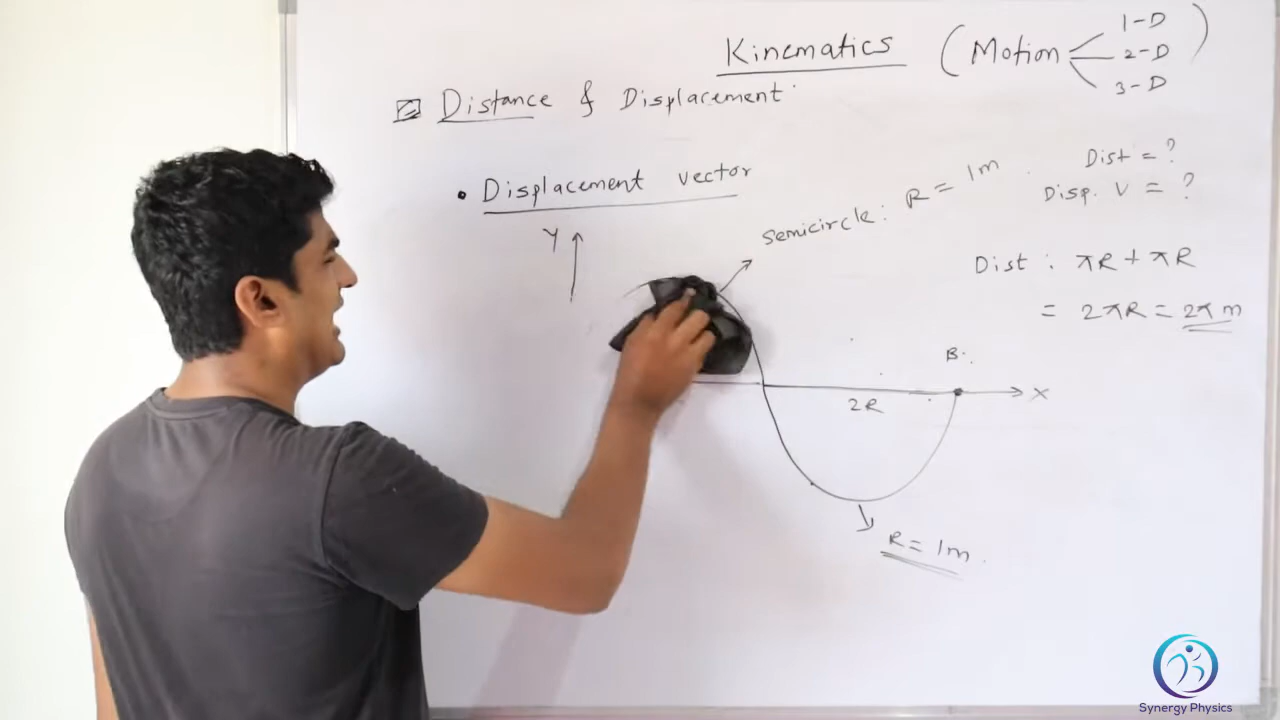 Kinematics (Motion 1-D
2-D
3-D)
Distance & Displacement
• Displacement vector
Y
Semicircle: R = 1m.
Dist = ?
Disp. V = ?
Dist : πR + πR
= 2πR = 2π m
B.
X
2R
R = 1m.
Synergy Physics